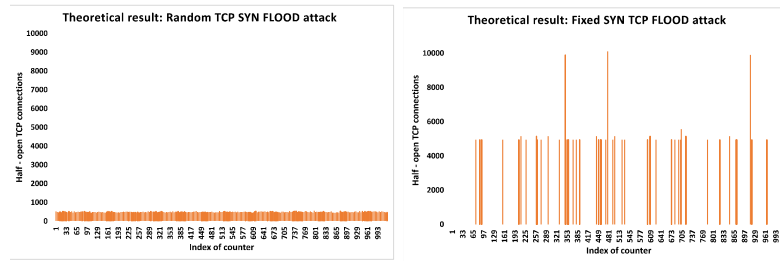 Theoretical result: Random TCP SYN FLOOD attack
Half - open TCP connections
10000
9000
8000
7000
6000
5000
4000
3000
2000
1000
0
1 33 65 97 129 161 193 225 257 289 321 353 385 417 449 481 513 545 577 609 641 673 705 737 769 801 833 865 897 929 961 993
Index of counter
Theoretical result: Fixed SYN TCP FLOOD attack
Half - open TCP connections
10000
8000
6000
4000
2000
0
1 33 65 97 129 161 193 225 257 289 321 353 385 417 449 481 513 545 577 609 641 673 705 737 769 801 833 865 897 929 961 993
Index of counter